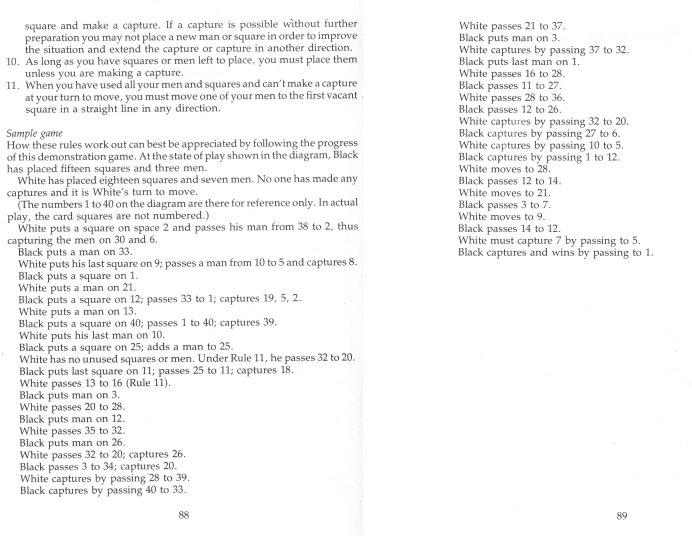 square and make a capture. If a capture is possible without further
preparation you may not place a new man or square in order to improve
the situation and extend the capture or capture in another direction.
10. As long as you have squares or men left to place, you must place them
unless you are making a capture.
11. When you have used all your men and squares and can't make a capture
at your turn to move, you must move one of your men to the first vacant
square in a straight line in any direction.
Sample game
How these rules work out can best be appreciated by following the progress
of this demonstration game. At the state of play shown in the diagram, Black
has placed fifteen squares and three men.
White has placed eighteen squares and seven men. No one has made any
captures and it is White's turn to move.
(The numbers 1 to 40 on the diagram are there for reference only. In actual
play, the card squares are not numbered.)
White puts a square on space 2 and passes his man from 38 to 2, thus
capturing the men on 30 and 6.
Black puts a man on 33.
White puts his last square on 9; passes a man from 10 to 5 and captures 8.
Black puts a square on 1.
White puts a man on 21.
Black puts a square on 12; passes 33 to 1; captures 19, 5, 2.
White puts a man on 13.
Black puts a square on 40; passes 1 to 40; captures 39.
White puts his last man on 10.
Black puts a square on 25; adds a man to 25.
White has no unused squares or men. Under Rule 11, he passes 32 to 20.
Black puts last square on 11; passes 25 to 11; captures 18.
White passes 13 to 16 (Rule 11).
Black puts man on 3.
White passes 20 to 28.
Black puts man on 12.
White passes 35 to 32.
Black puts man on 26.
White passes 32 to 20; captures 26.
Black passes 3 to 34; captures 20.
White captures by passing 28 to 39.
Black captures by passing 40 to 33.
88
White passes 21 to 37.
Black puts man on 3.
White captures by passing 37 to 32.
Black puts last man on 1.
White passes 16 to 28.
Black passes 11 to 27.
White passes 28 to 36.
Black passes 12 to 26.
White captures by passing 32 to 20.
Black captures by passing 27 to 6.
White captures by passing 10 to 5.
Black captures by passing 1 to 12.
White moves to 28.
Black passes 12 to 14.
White moves to 21.
Black passes 3 to 7.
White moves to 9.
Black passes 14 to 12.
White must capture 7 by passing to 5.
Black captures and wins by passing to 1.
89